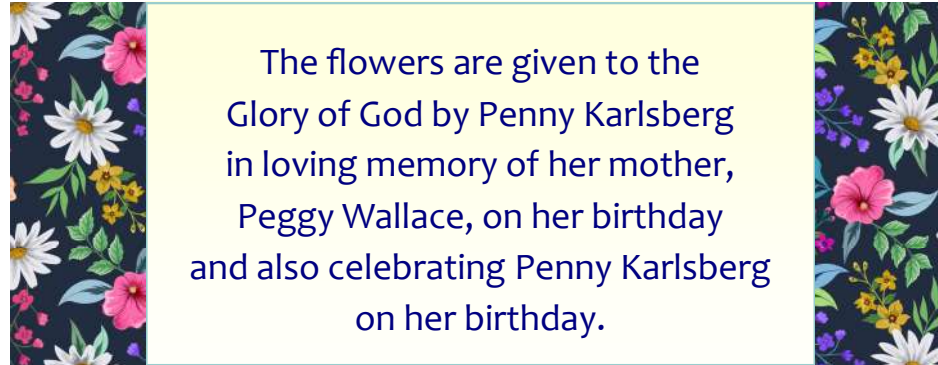 The flowers are given to the
Glory of God by Penny Karlsberg
in loving memory of her mother,
Peggy Wallace, on her birthday
and also celebrating Penny Karlsberg
on her birthday.